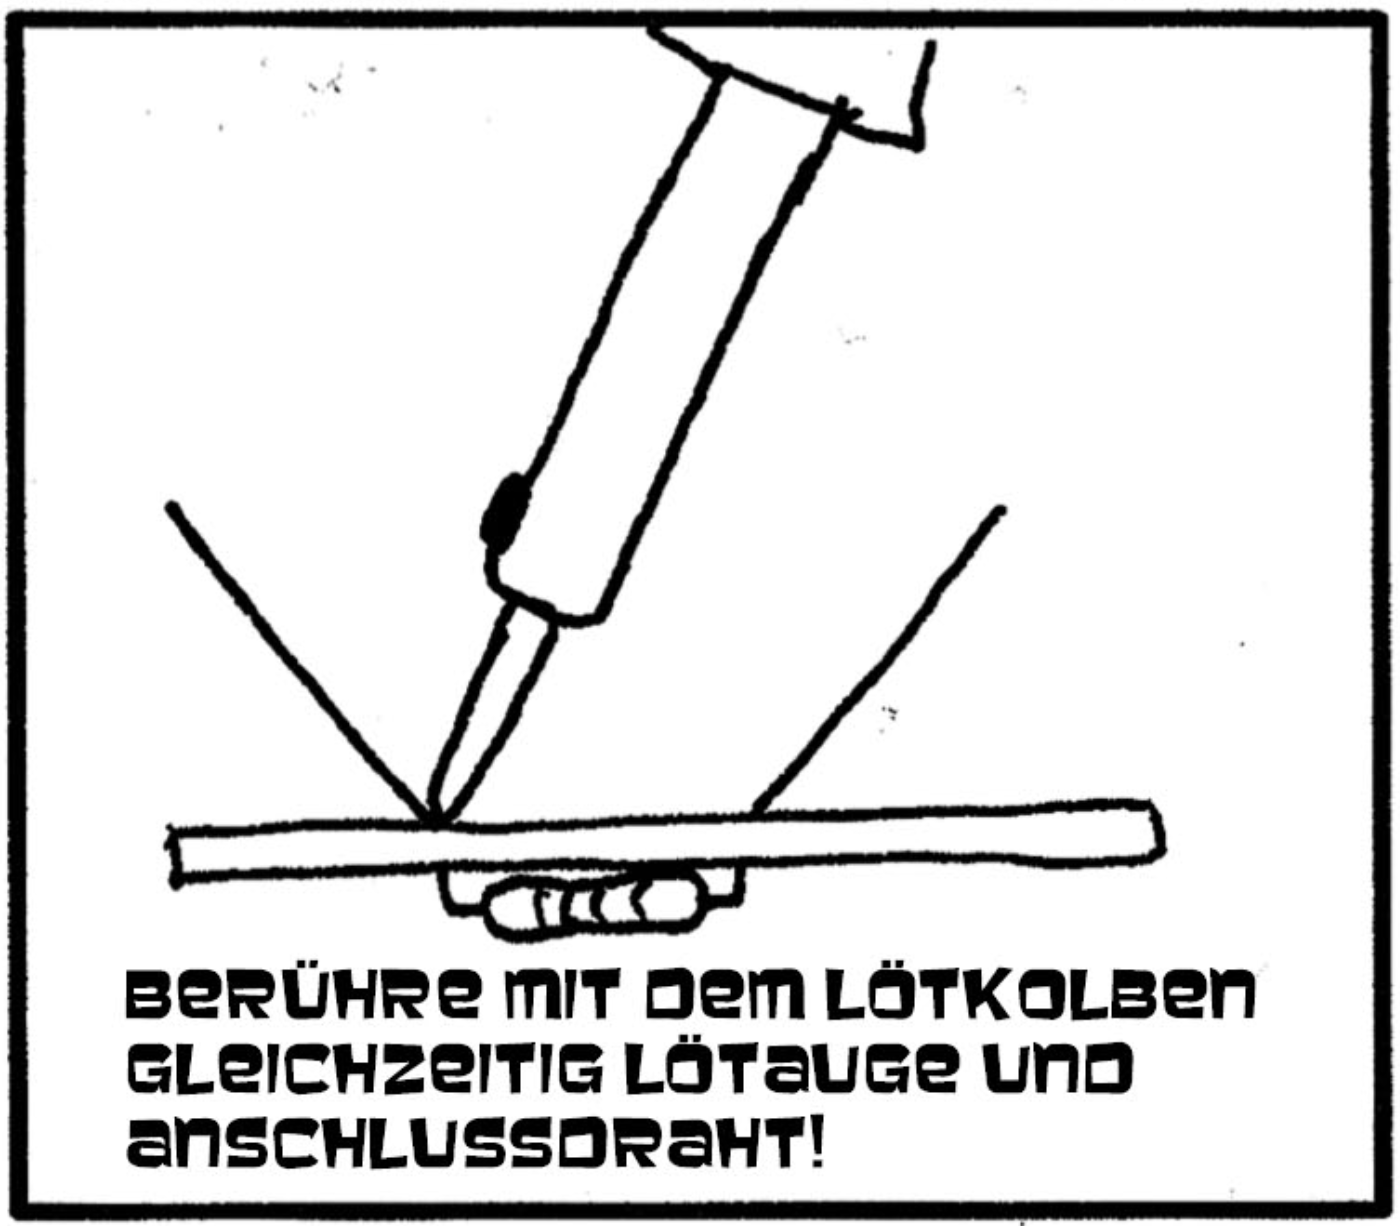 BERÜHRE MIT DEM LÖTKOLBEN
GLEICHZEITIG LÖTAUGE UND
ANSCHLUSSDRAHT!